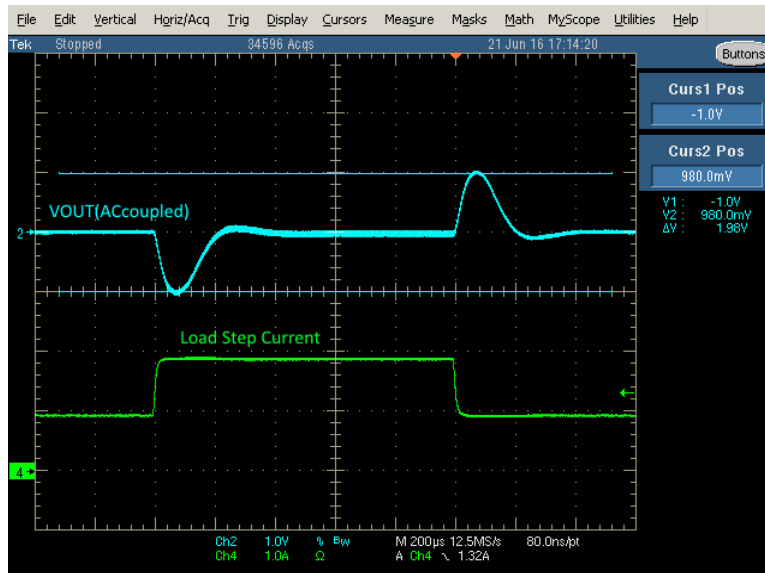 File Edit Vertical Horiz/Acq Trig Display Cursors Measure Masks Math MyScope Utilities Help
Tek Stopped 34596 Acqs 21 Jun 16 17:14:20
Buttons
Curs1 Pos
-1.0V
Curs2 Pos
980.0mV
V1: -1.0V
V2: 980.0mV
ΔV: 1.98V
VOUT(ACcoupled)
2
Load Step Current
4
Ch2 1.0V ∿ Bw M 200µs 12.5MS/s 80.0ns/pt
Ch4 1.0A Ω A Ch4 1.32A